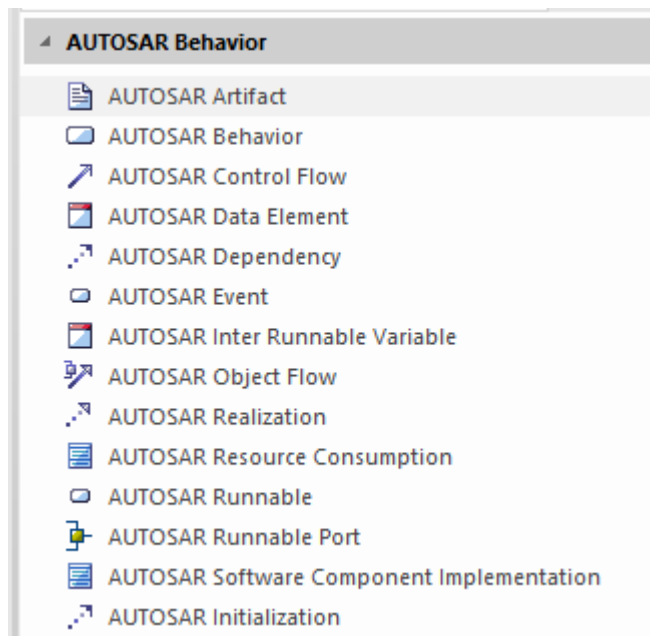 AUTOSAR Behavior
AUTOSAR Artifact
AUTOSAR Behavior
AUTOSAR Control Flow
AUTOSAR Data Element
AUTOSAR Dependency
AUTOSAR Event
AUTOSAR Inter Runnable Variable
AUTOSAR Object Flow
AUTOSAR Realization
AUTOSAR Resource Consumption
AUTOSAR Runnable
AUTOSAR Runnable Port
AUTOSAR Software Component Implementation
AUTOSAR Initialization